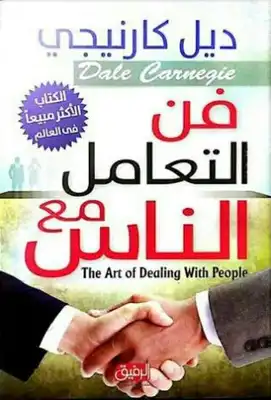 ديل كارنيجي
Dale Carnegie
الكتاب
الأكثر مبيعاً
في العالم
فن
التعامل
مع
الناس
The Art of Dealing With People
الرفيق